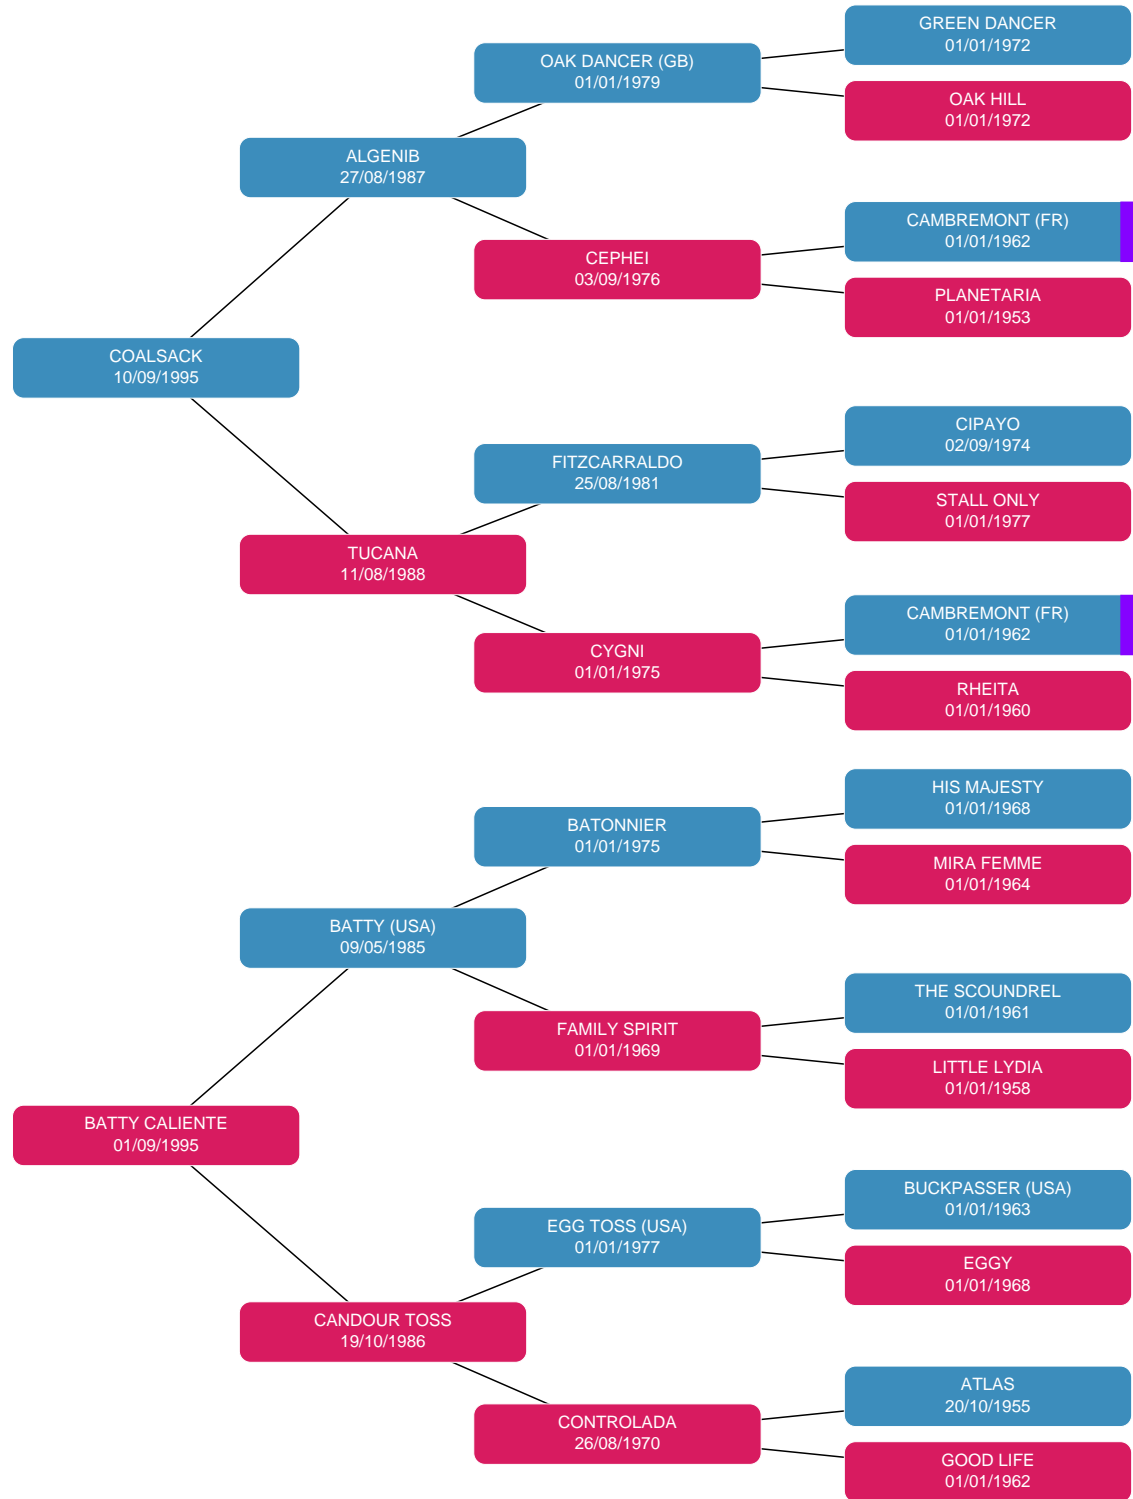 GREEN DANCER
01/01/1972
OAK DANCER (GB)
01/01/1979
OAK HILL
01/01/1972
ALGENIB
27/08/1987
CAMBREMONT (FR)
01/01/1962
CEPHEI
03/09/1976
PLANETARIA
01/01/1953
COALSACK
10/09/1995
CIPAYO
02/09/1974
FITZCARRALDO
25/08/1981
STALL ONLY
01/01/1977
TUCANA
11/08/1988
CAMBREMONT (FR)
01/01/1962
CYGNI
01/01/1975
RHEITA
01/01/1960
HIS MAJESTY
01/01/1968
BATONNIER
01/01/1975
MIRA FEMME
01/01/1964
BATTY (USA)
09/05/1985
THE SCOUNDREL
01/01/1961
FAMILY SPIRIT
01/01/1969
LITTLE LYDIA
01/01/1958
BATTY CALIENTE
01/09/1995
BUCKPASSER (USA)
01/01/1963
EGG TOSS (USA)
01/01/1977
EGGY
01/01/1968
CANDOUR TOSS
19/10/1986
ATLAS
20/10/1955
CONTROLADA
26/08/1970
GOOD LIFE
01/01/1962